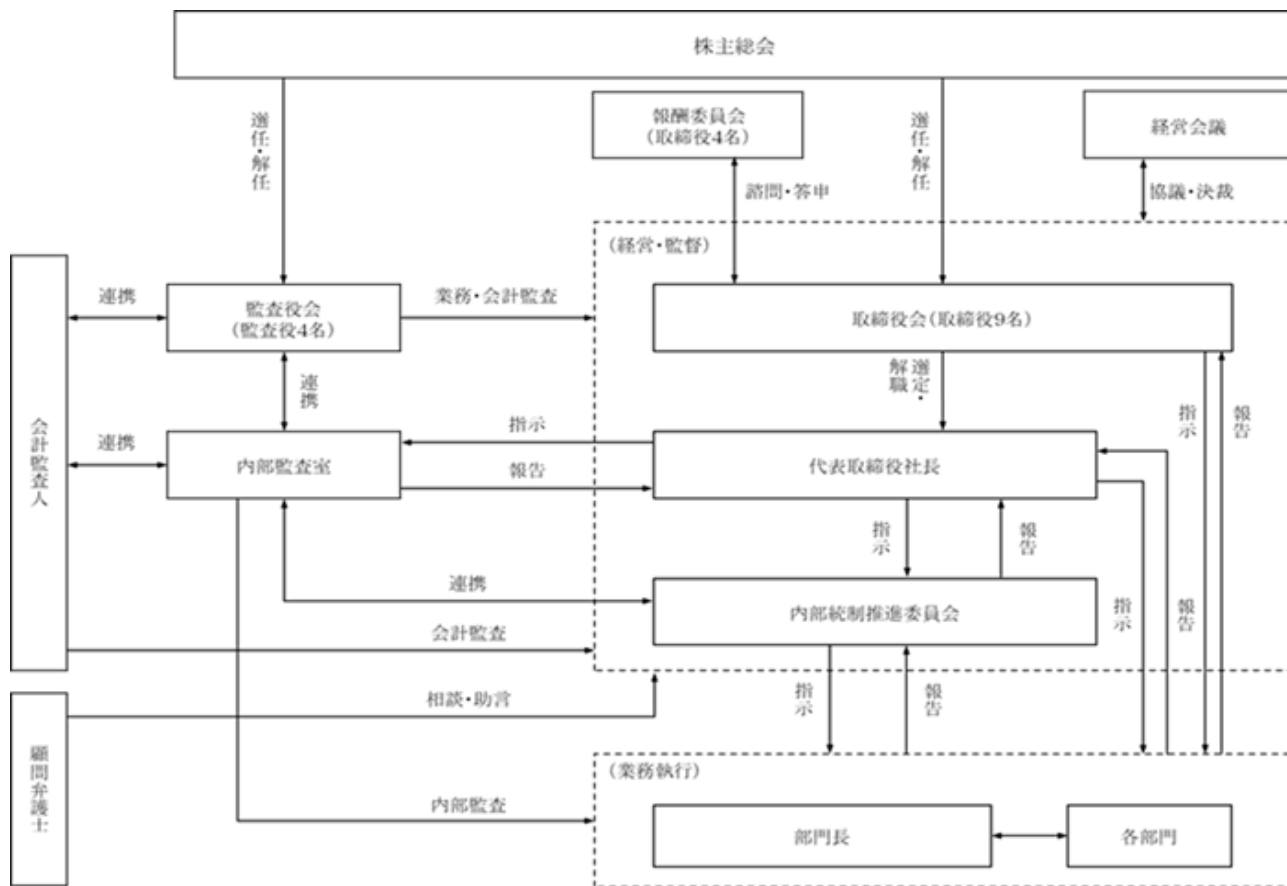 株主総会
選任・解任
報酬委員会
(取締役4名)
選任・解任
経営会議
諮問・答申
協議・決裁
(経営・監督)
連携
監査役会
(監査役4名)
業務・会計監査
取締役会(取締役9名)
連携
選定・
解職
指示
報告
会計監査人
連携
内部監査室
指示
報告
代表取締役社長
指示
報告
連携
内部統制推進委員会
指示
報告
会計監査
相談・助言
指示
報告
顧問弁護士
(業務執行)
内部監査
部門長
各部門